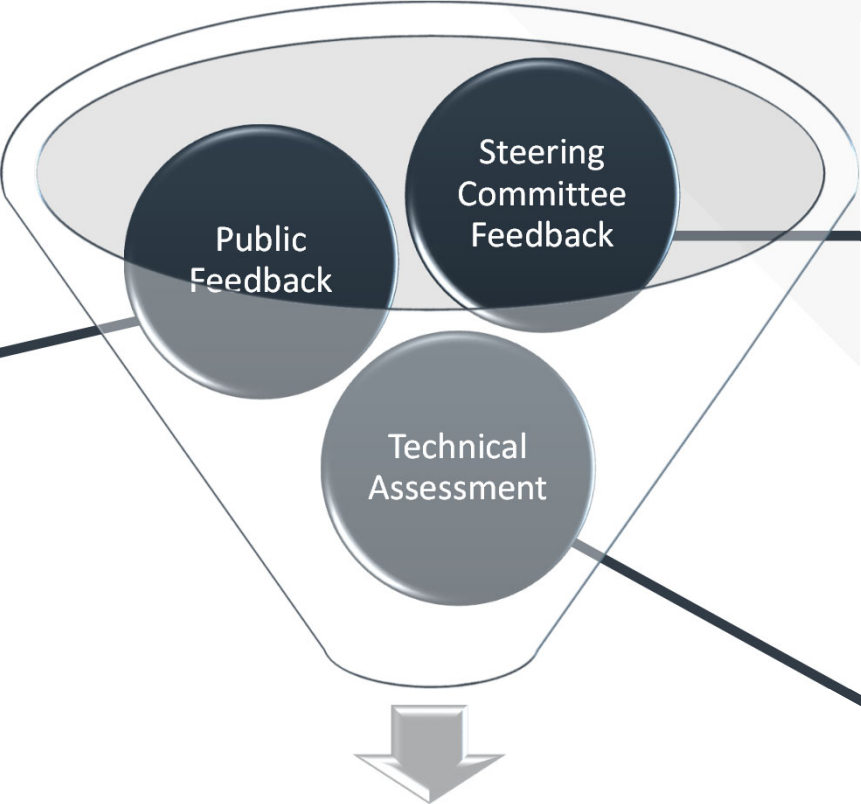 Steering
Committee
Feedback
Public
Feedback
Technical
Assessment